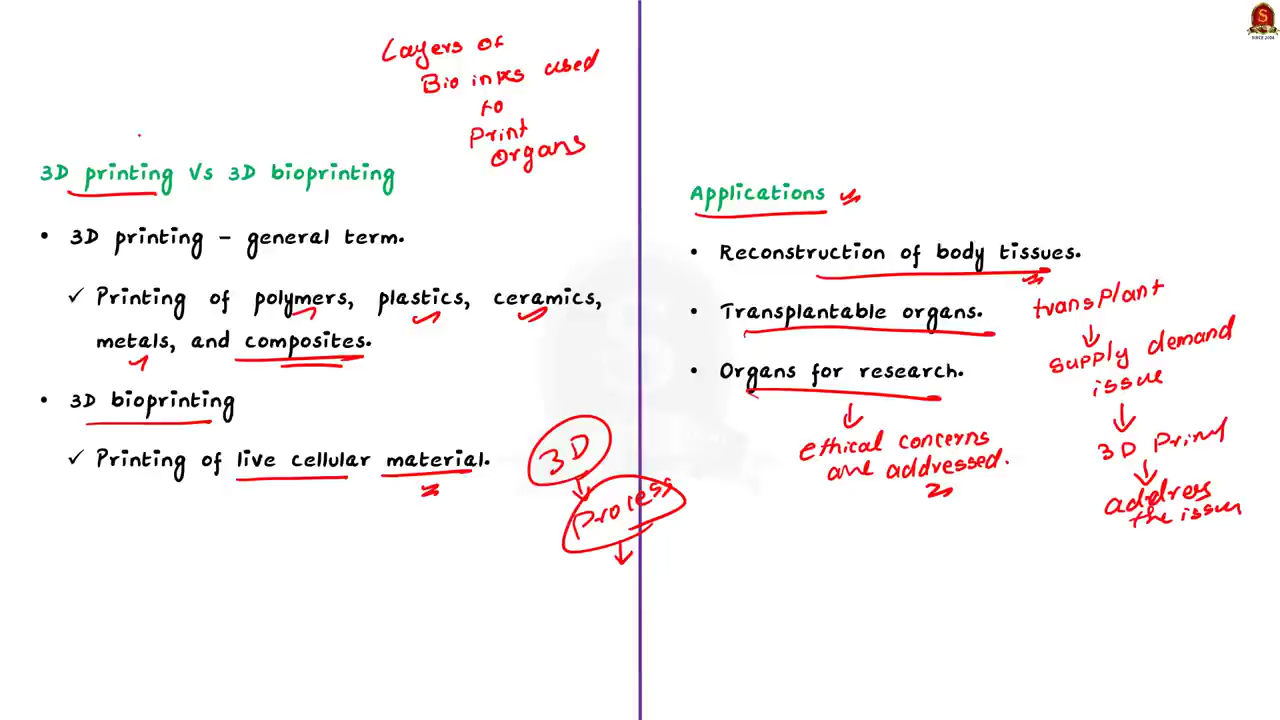 Layers of
Bio inks used
to
Print
Organs
3D printing Vs 3D bioprinting
• 3D printing – general term.
✓ Printing of polymers, plastics, ceramics,
metals, and composites.
• 3D bioprinting
✓ Printing of live cellular material.
3D
Process
Applications
• Reconstruction of body tissues.
• Transplantable organs.
• Organs for research.
ethical concerns
are addressed.
transplant
supply demand
issue
3D Print
address
the issue
S
SINCE 2004